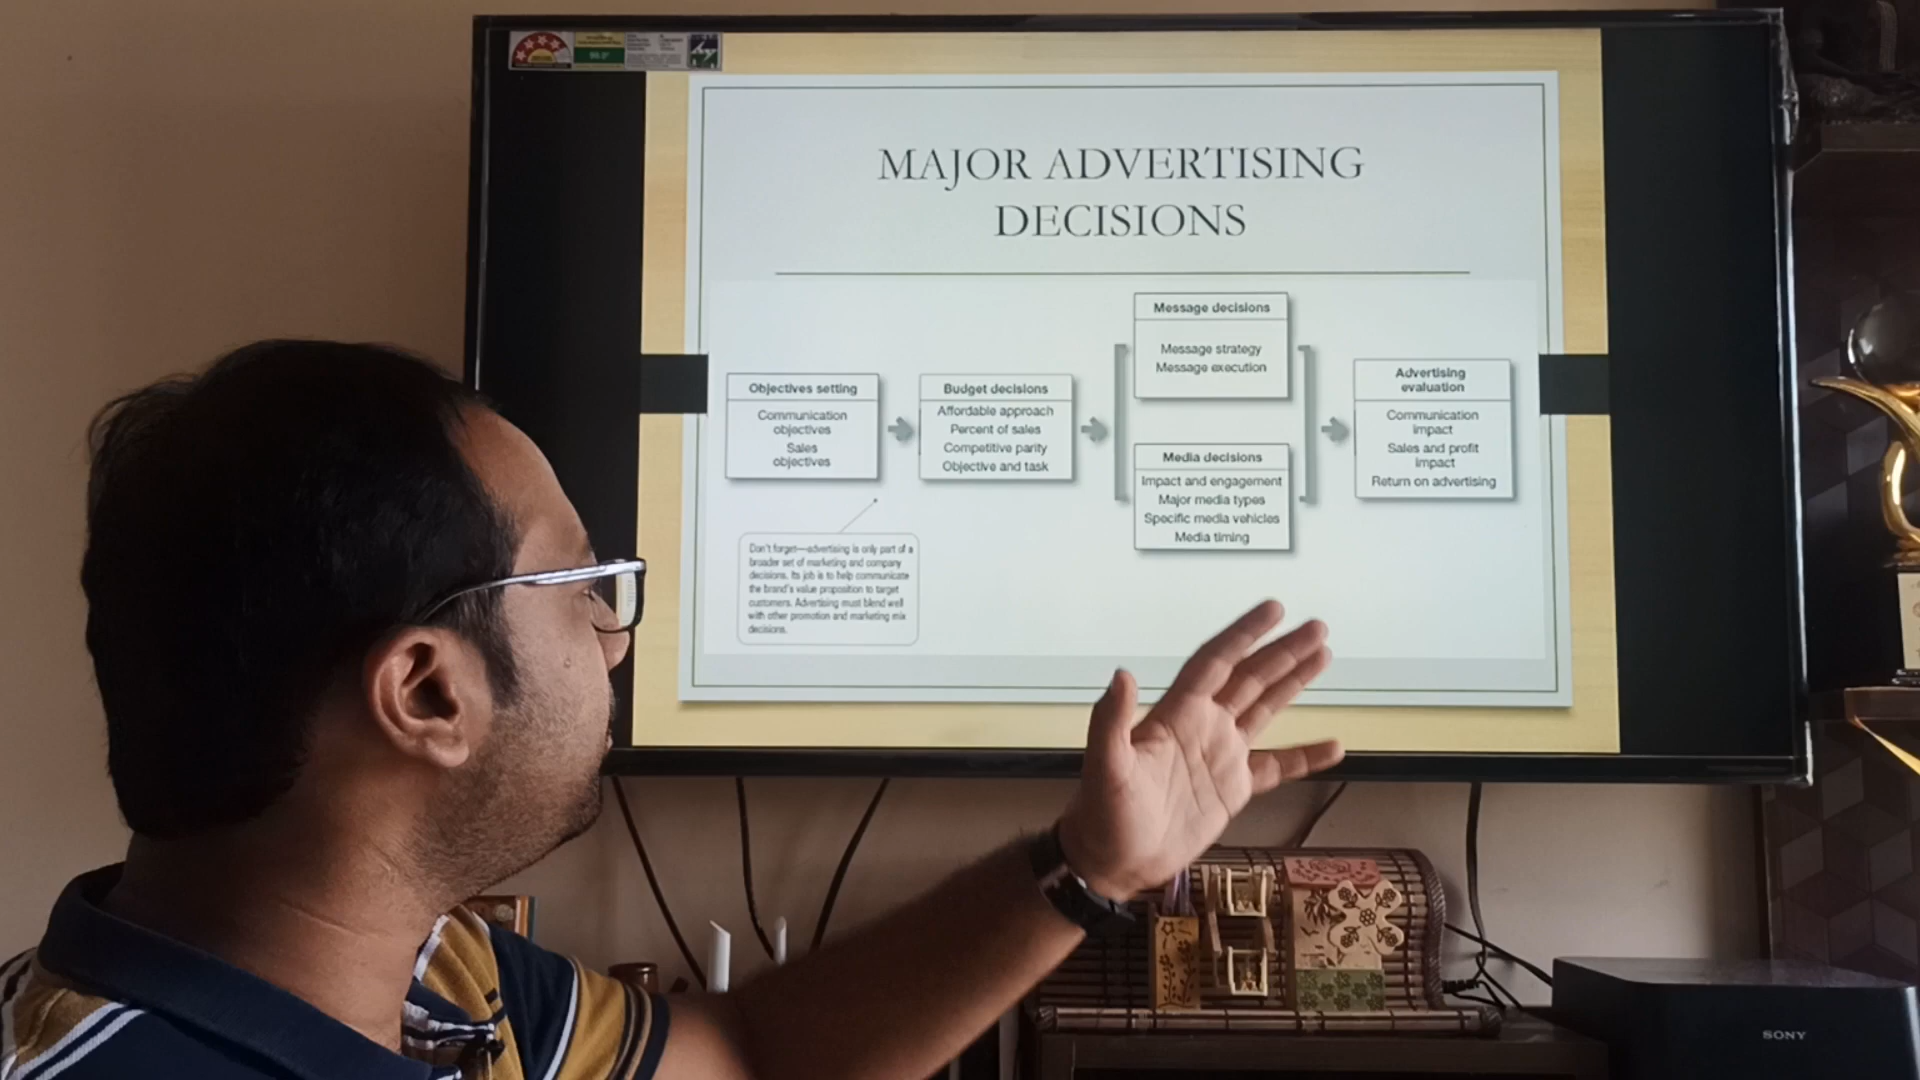 MAJOR ADVERTISING
DECISIONS
Objectives setting
Communication
objectives
Sales
objectives
Budget decisions
Affordable approach
Percent of sales
Competitive parity
Objective and task
Message decisions
Message strategy
Message execution
Media decisions
Impact and engagement
Major media types
Specific media vehicles
Media timing
Advertising
evaluation
Communication
impact
Sales and profit
impact
Return on advertising
Don't forget—advertising is only part of a
broader set of marketing and company
decisions. Its job is to help communicate
the brand's value proposition to target
customers. Advertising must blend well
with other promotion and marketing mix
decisions.
SONY